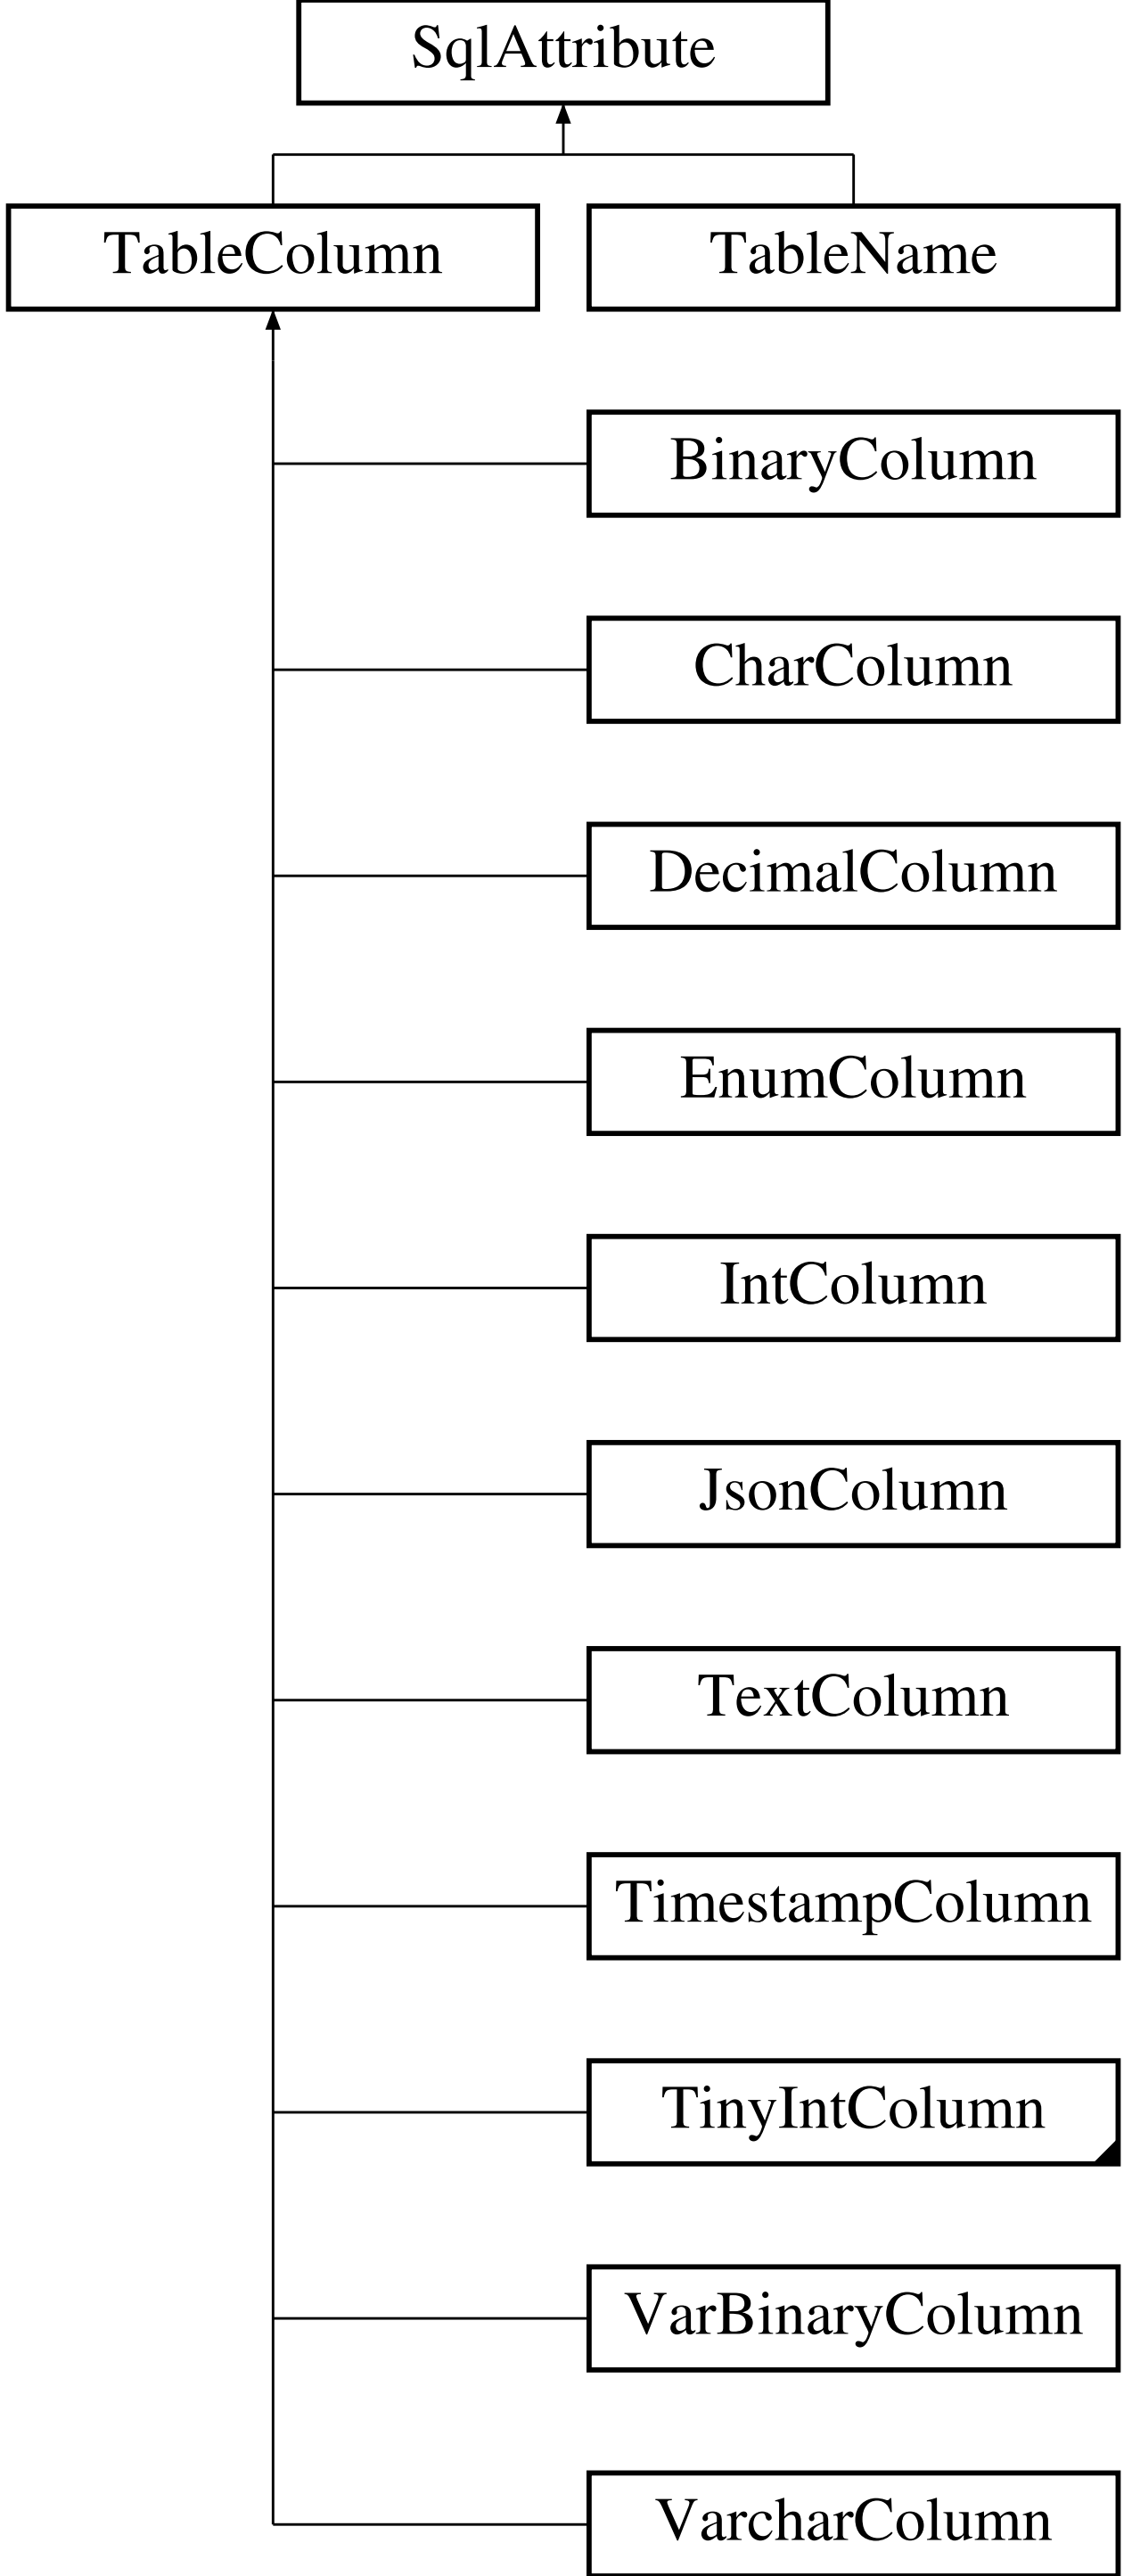 SqlAttribute
TableColumn
TableName
BinaryColumn
CharColumn
DecimalColumn
EnumColumn
IntColumn
JsonColumn
TextColumn
TimestampColumn
TinyIntColumn
VarBinaryColumn
VarcharColumn